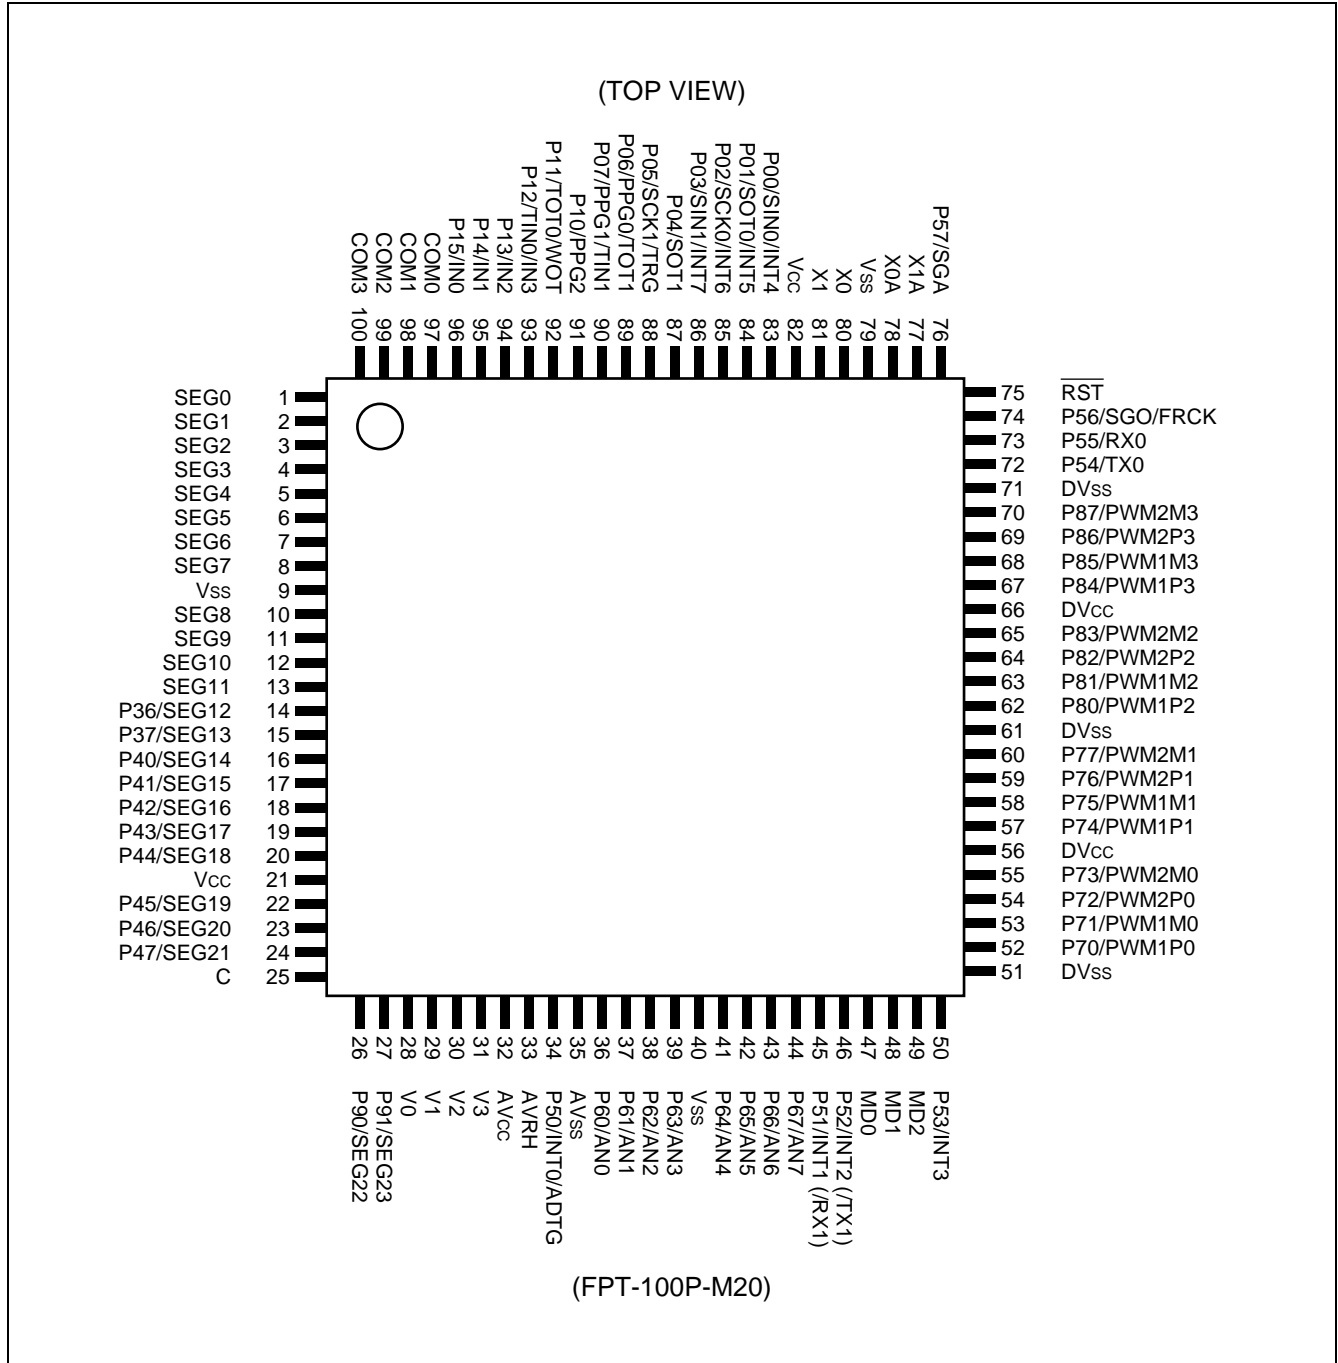 (TOP VIEW)
COM3 100
COM2 99
COM1 98
COM0 97
P15/IN0 96
P14/IN1 95
P13/IN2 94
P12/TIN0/IN3 93
P11/TOT0/WOT 92
P10/PPG2 91
P07/PPG1/TIN1 90
P06/PPG0/TOT1 89
P05/SCK1/TRG 88
P04/SOT1 87
P03/SIN1/INT7 86
P02/SCK0/INT6 85
P01/SOT0/INT5 84
P00/SIN0/INT4 83
Vcc 82
X1 81
X0 80
Vss 79
X0A 78
X1A 77
P57/SGA 76
SEG0 1
SEG1 2
SEG2 3
SEG3 4
SEG4 5
SEG5 6
SEG6 7
SEG7 8
Vss 9
SEG8 10
SEG9 11
SEG10 12
SEG11 13
P36/SEG12 14
P37/SEG13 15
P40/SEG14 16
P41/SEG15 17
P42/SEG16 18
P43/SEG17 19
P44/SEG18 20
Vcc 21
P45/SEG19 22
P46/SEG20 23
P47/SEG21 24
C 25
75 RST
74 P56/SGO/FRCK
73 P55/RX0
72 P54/TX0
71 DVss
70 P87/PWM2M3
69 P86/PWM2P3
68 P85/PWM1M3
67 P84/PWM1P3
66 DVcc
65 P83/PWM2M2
64 P82/PWM2P2
63 P81/PWM1M2
62 P80/PWM1P2
61 DVss
60 P77/PWM2M1
59 P76/PWM2P1
58 P75/PWM1M1
57 P74/PWM1P1
56 DVcc
55 P73/PWM2M0
54 P72/PWM2P0
53 P71/PWM1M0
52 P70/PWM1P0
51 DVss
26 P90/SEG22
27 P91/SEG23
28 V0
29 V1
30 V2
31 V3
32 AVcc
33 AVRH
34 P50/INT0/ADTG
35 AVss
36 P60/AN0
37 P61/AN1
38 P62/AN2
39 P63/AN3
40 Vss
41 P64/AN4
42 P65/AN5
43 P66/AN6
44 P67/AN7
45 P51/INT1 (/RX1)
46 P52/INT2 (/TX1)
47 MD0
48 MD1
49 MD2
50 P53/INT3
(FPT-100P-M20)